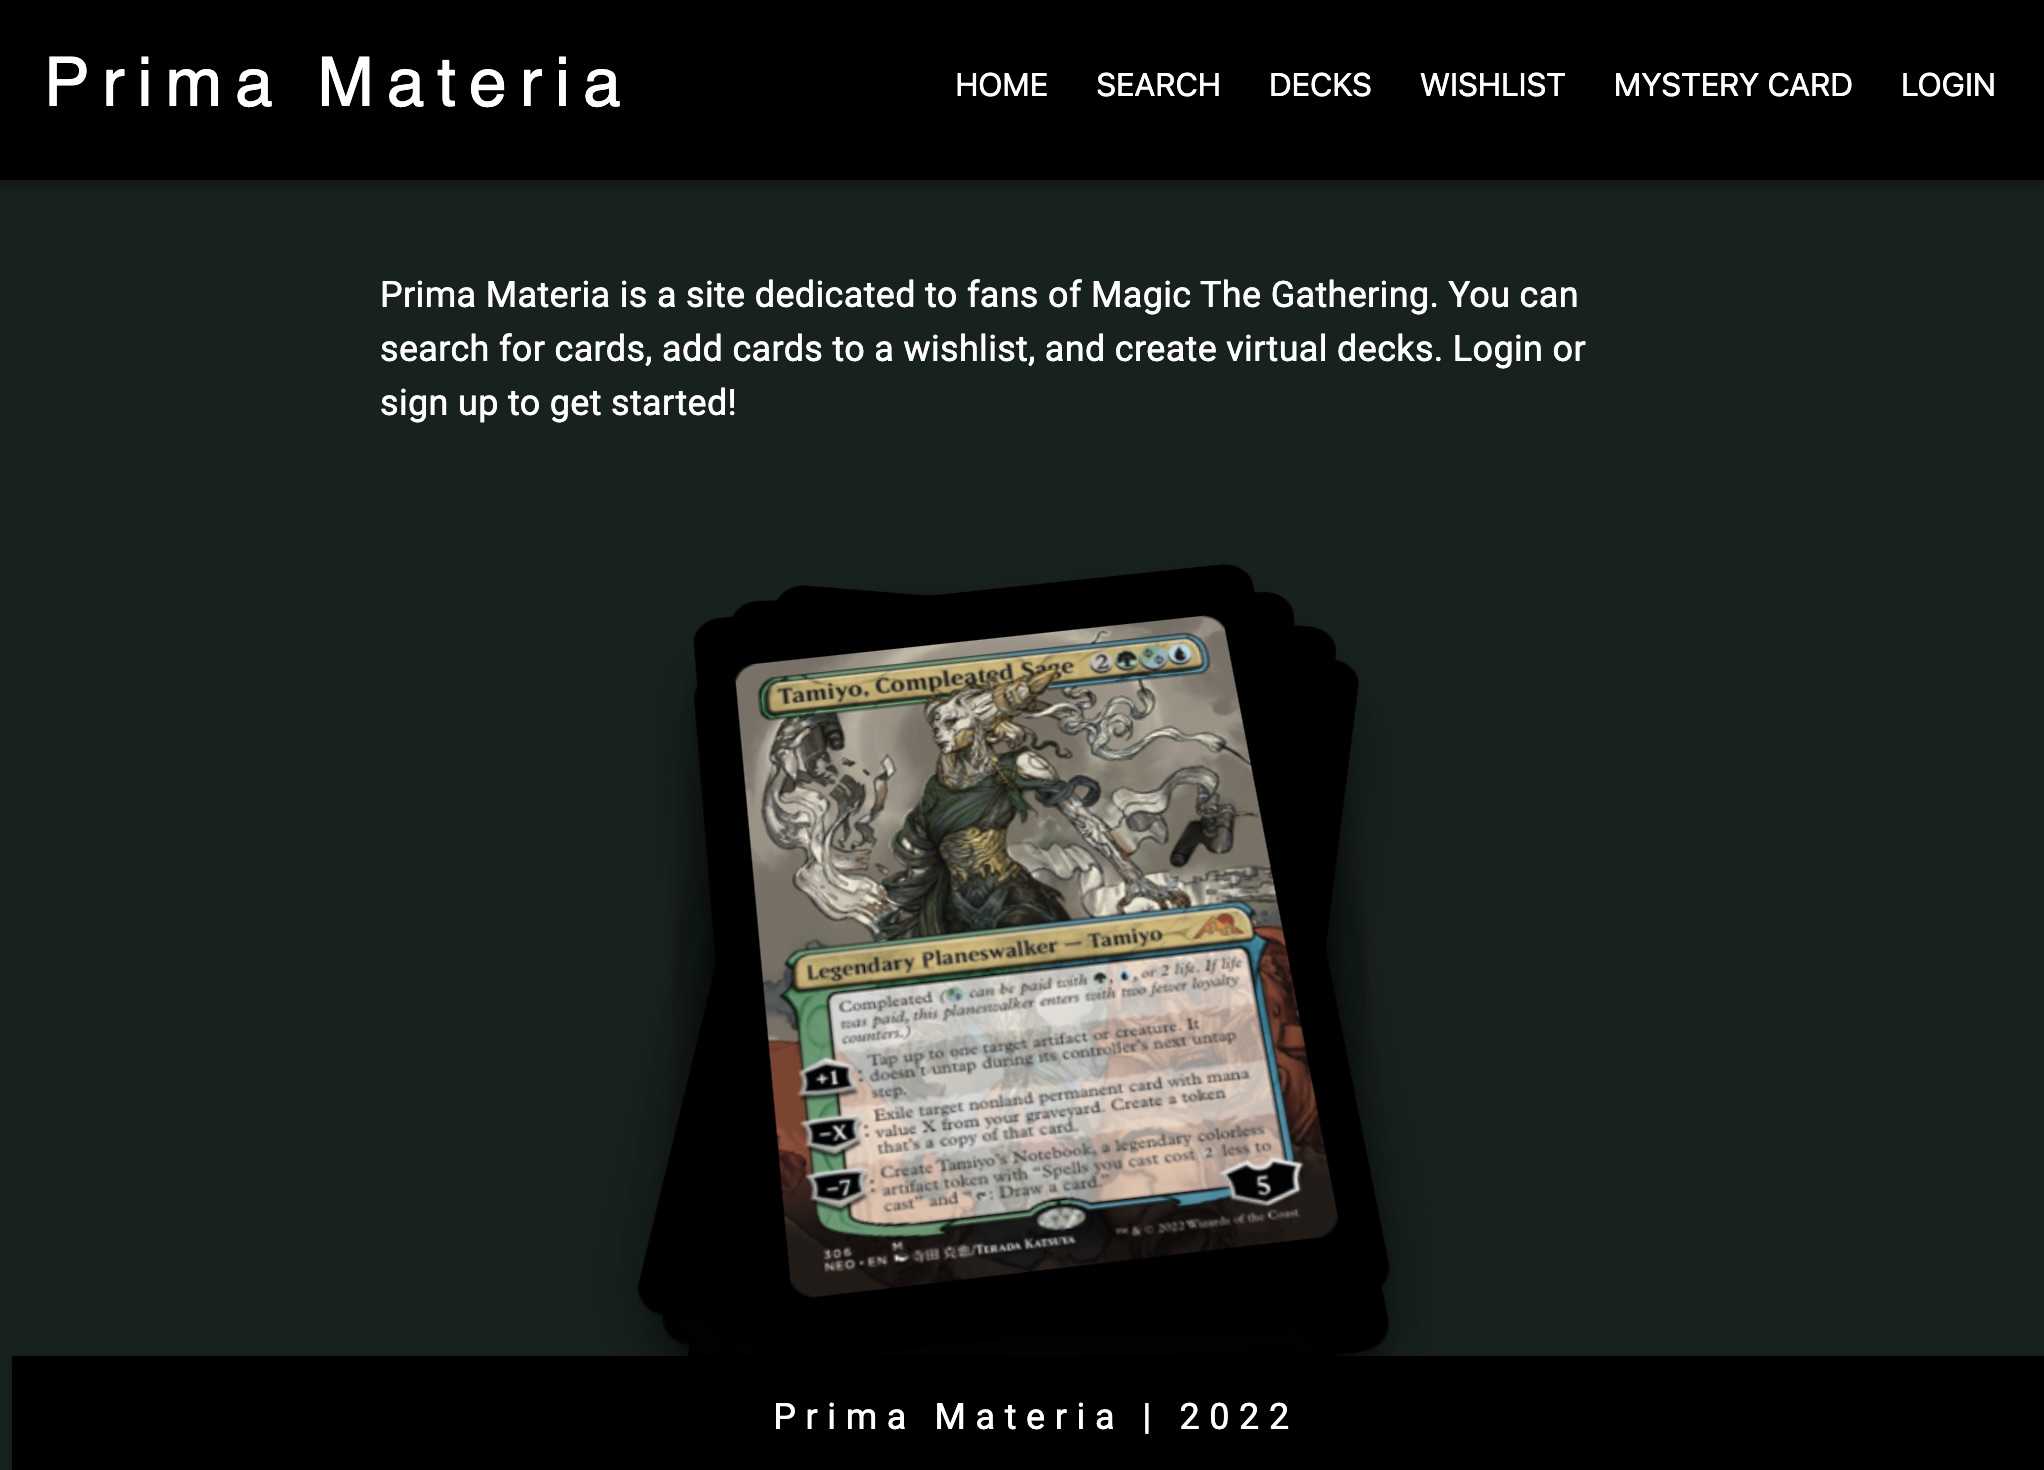 Prima Materia
HOME SEARCH DECKS WISHLIST MYSTERY CARD LOGIN
Prima Materia is a site dedicated to fans of Magic The Gathering. You can
search for cards, add cards to a wishlist, and create virtual decks. Login or
sign up to get started!
Tamiyo, Compleated Sage 2
Legendary Planeswalker — Tamiyo
Compleated ( can be paid with , , or 2 life. If life
was paid, this planeswalker enters with two fewer loyalty
counters.)
+1 : Tap up to one target artifact or creature. It
doesn't untap during its controller's next untap
step.
−X : Exile target nonland permanent card with mana
value X from your graveyard. Create a token
that's a copy of that card.
−7 : Create Tamiyo's Notebook, a legendary colorless
artifact token with "Spells you cast cost 2 less to
cast" and " : Draw a card."
5
306 M
NEO • EN 寺田 克也/TERADA KATSUYA
™ & © 2022 Wizards of the Coast
Prima Materia | 2022